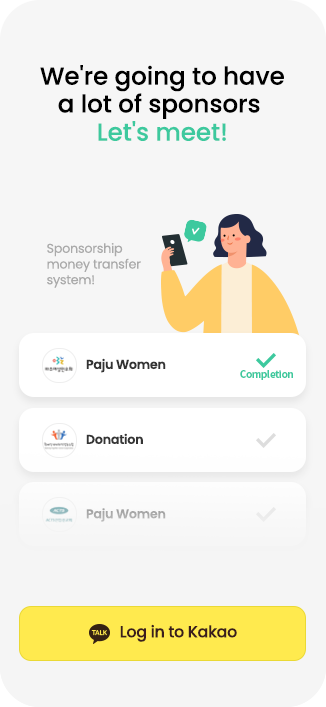 We're going to have
a lot of sponsors
Let's meet!
Sponsorship
money transfer
system!
Paju Women
Completion
Donation
Paju Women
TALK
Log in to Kakao